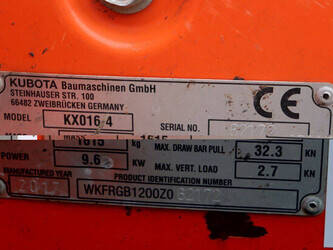 KUBOTA Baumaschinen GmbH
STEINHAUSER STR. 100
66482 ZWEIBRÜCKEN GERMANY
CE
MODEL KX016 4 SERIAL NO.
1615 kg MAX. DRAW BAR PULL 32.3 KN
POWER 9.6 KW MAX. VERT. LOAD 2.7 KN
MANUFACTURED YEAR PRODUCT IDENTIFICATION NUMBER
WKFRGB1200Z0